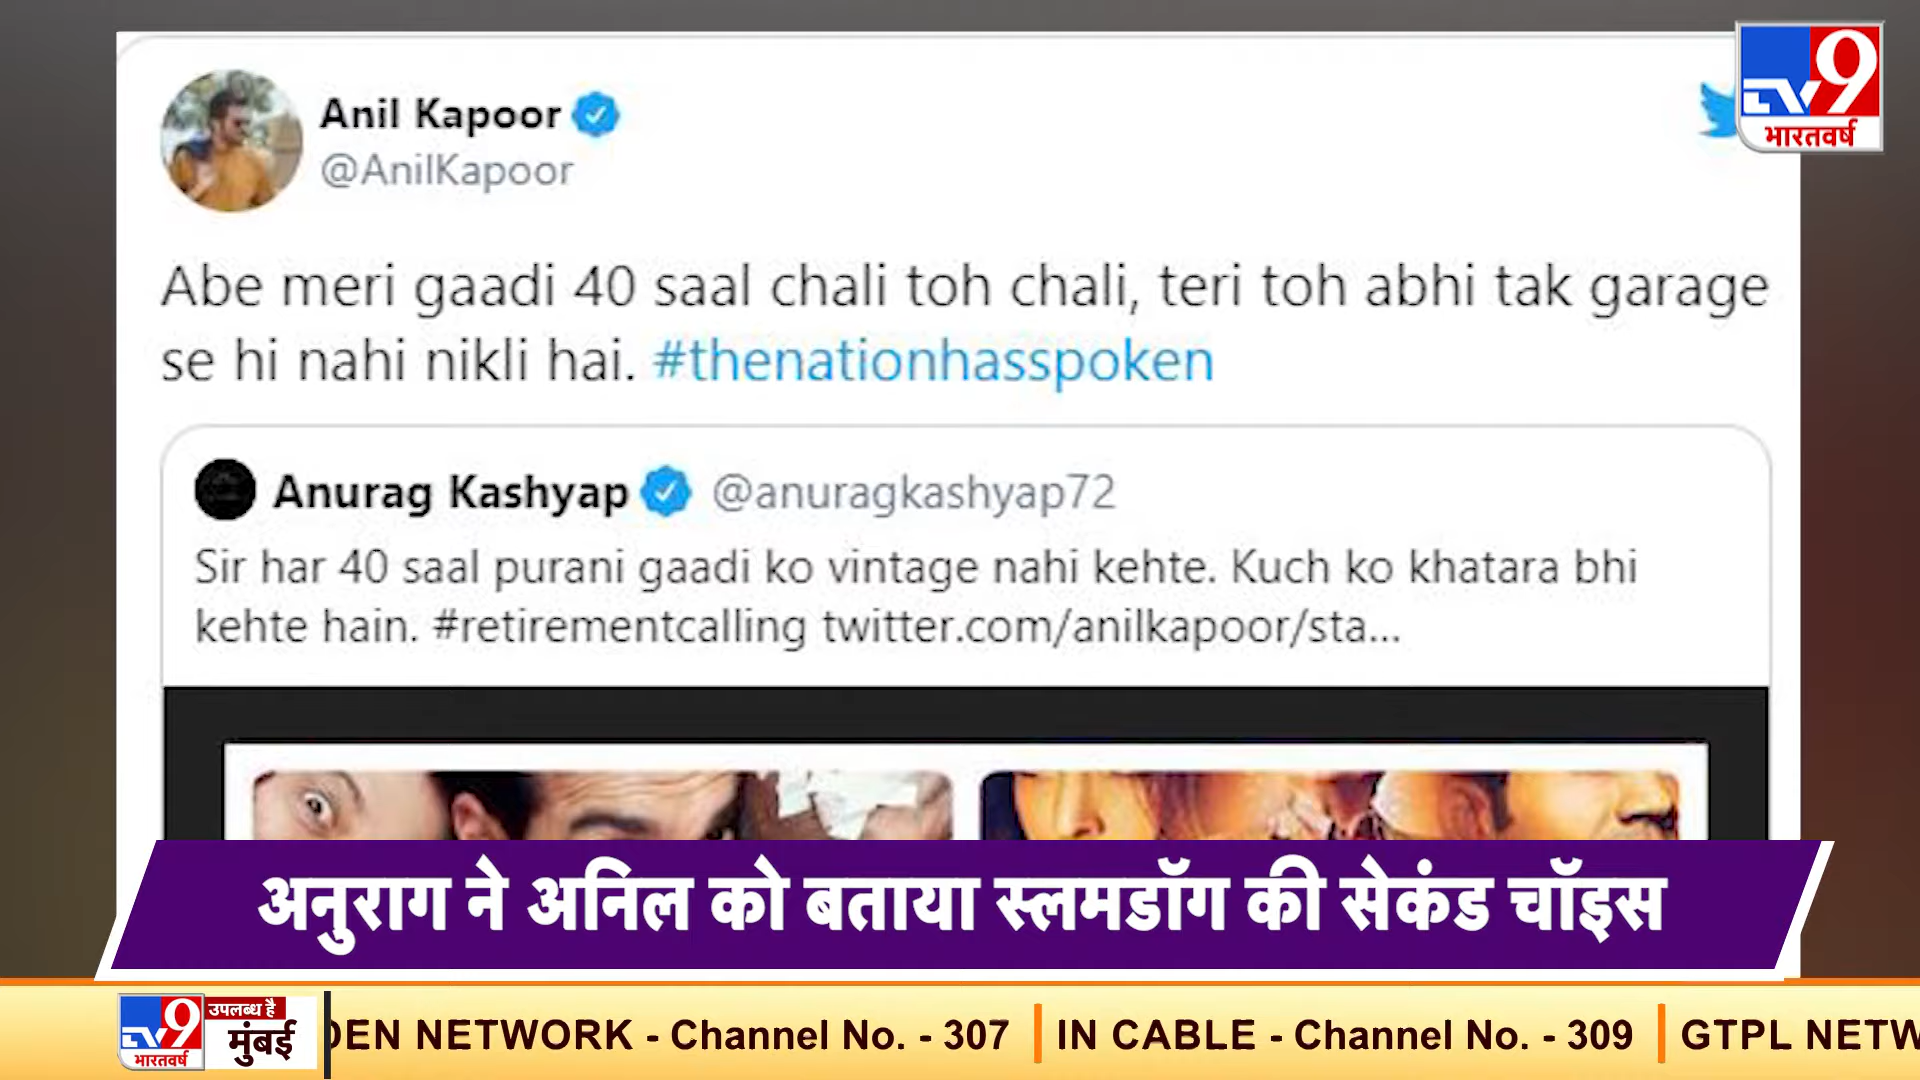 Anil Kapoor
@AnilKapoor
TV9
भारतवर्ष
Abe meri gaadi 40 saal chali toh chali, teri toh abhi tak garage
se hi nahi nikli hai. #thenationhasspoken
Anurag Kashyap @anuragkashyap72
Sir har 40 saal purani gaadi ko vintage nahi kehte. Kuch ko khatara bhi
kehte hain. #retirementcalling twitter.com/anilkapoor/sta...
अनुराग ने अनिल को बताया स्लमडॉग की सेकंड चॉइस
TV9
भारतवर्ष
उपलब्ध है
मुंबई
DEN NETWORK - Channel No. - 307 | IN CABLE - Channel No. - 309 | GTPL NETW